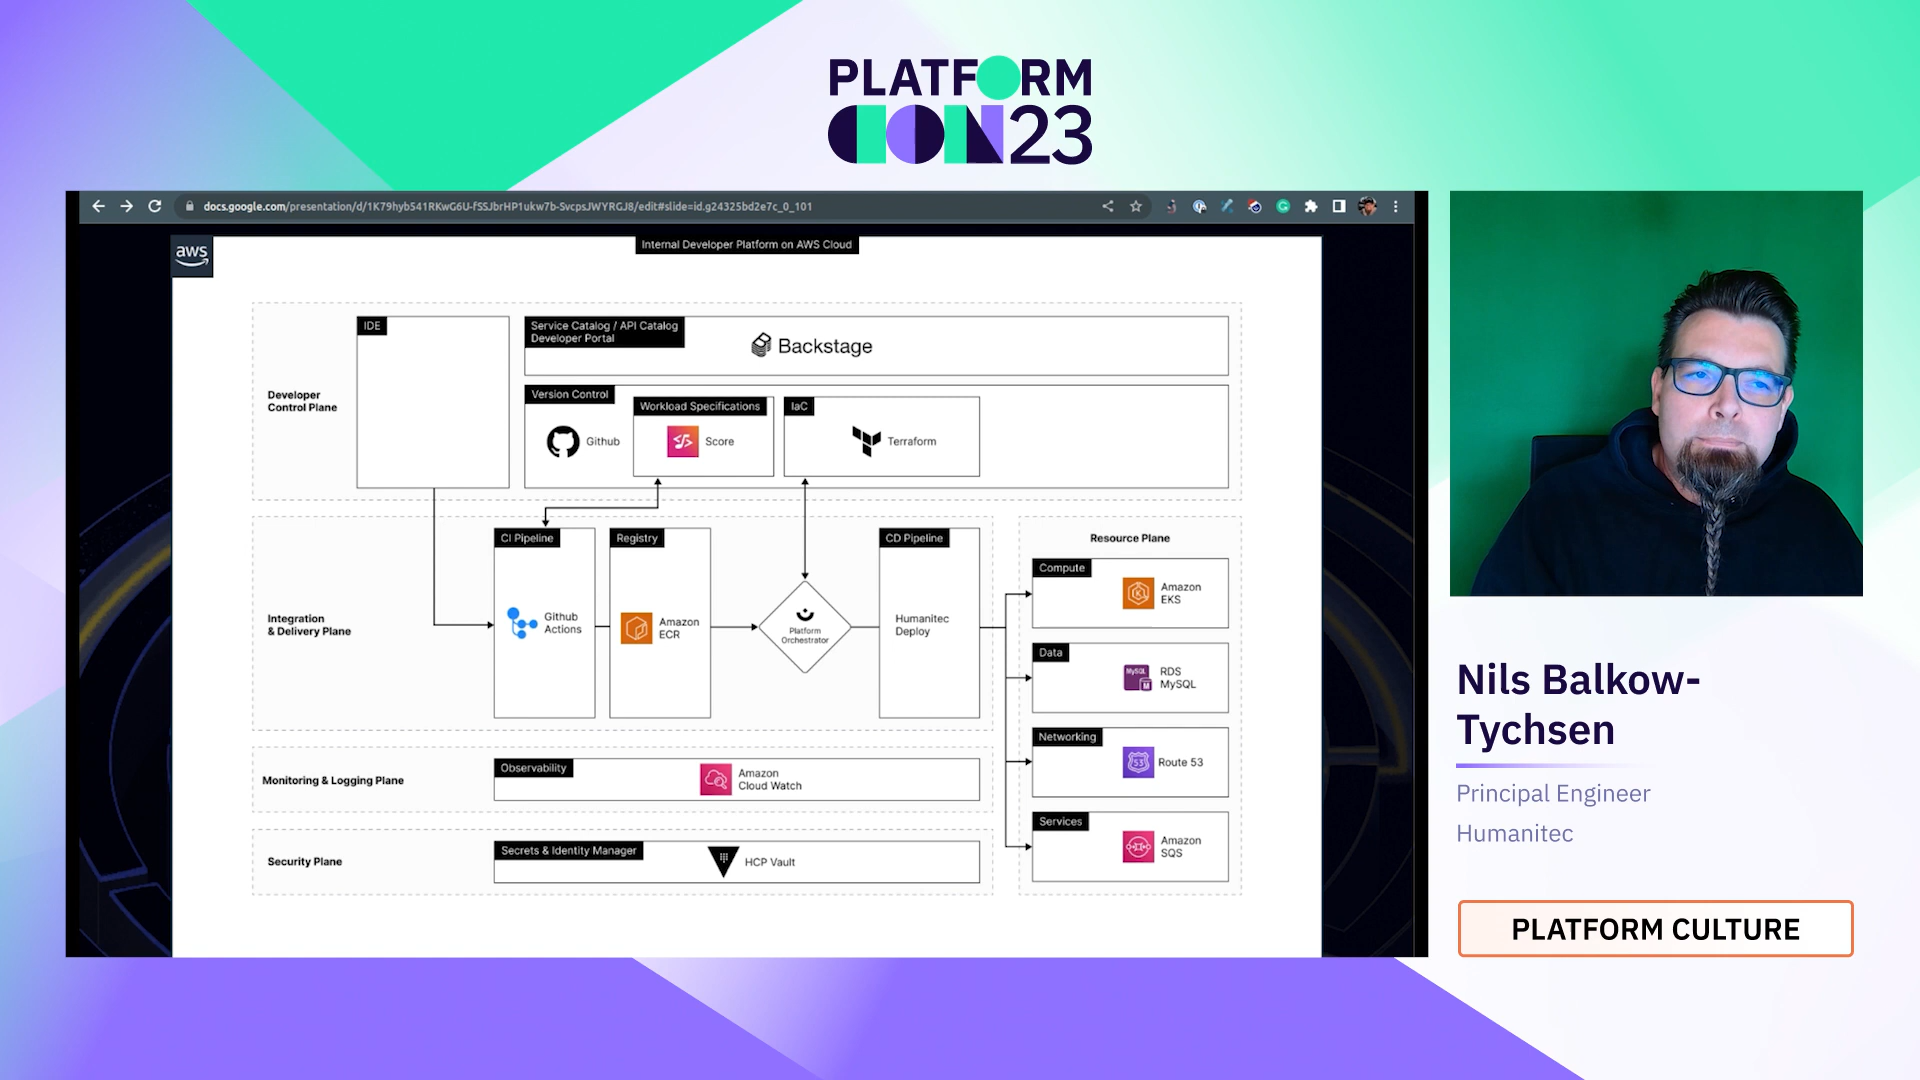 PLATFORM
CON23
docs.google.com/presentation/d/1K79hyb541RKwG6U-fSSJbrHP1ukw7b-SvcpsJWYRGJ8/edit#slide=id.g24325bd2e7c_0_101
aws
Internal Developer Platform on AWS Cloud
Developer
Control Plane
IDE
Service Catalog / API Catalog
Developer Portal
Backstage
Version Control
Github
Workload Specifications
Score
IaC
Terraform
Integration
& Delivery Plane
CI Pipeline
Github
Actions
Registry
Amazon
ECR
Platform
Orchestrator
CD Pipeline
Humanitec
Deploy
Resource Plane
Compute
Amazon
EKS
Data
MySQL
RDS
MySQL
Networking
53
Route 53
Services
Amazon
SQS
Monitoring & Logging Plane
Observability
Amazon
Cloud Watch
Security Plane
Secrets & Identity Manager
HCP Vault
Nils Balkow-
Tychsen
Principal Engineer
Humanitec
PLATFORM CULTURE